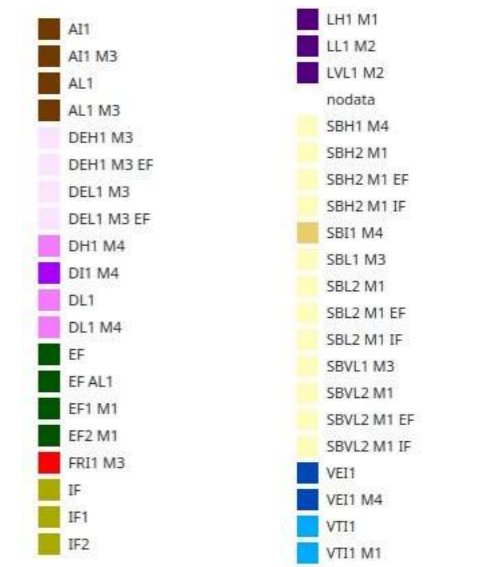 AI1
AI1 M3
AL1
AL1 M3
DEH1 M3
DEH1 M3 EF
DEL1 M3
DEL1 M3 EF
DH1 M4
DI1 M4
DL1
DL1 M4
EF
EF AL1
EF1 M1
EF2 M1
FRI1 M3
IF
IF1
IF2
LH1 M1
LL1 M2
LVL1 M2
nodata
SBH1 M4
SBH2 M1
SBH2 M1 EF
SBH2 M1 IF
SBI1 M4
SBL1 M3
SBL2 M1
SBL2 M1 EF
SBL2 M1 IF
SBVL1 M3
SBVL2 M1
SBVL2 M1 EF
SBVL2 M1 IF
VEI1
VEI1 M4
VTI1
VTI1 M1